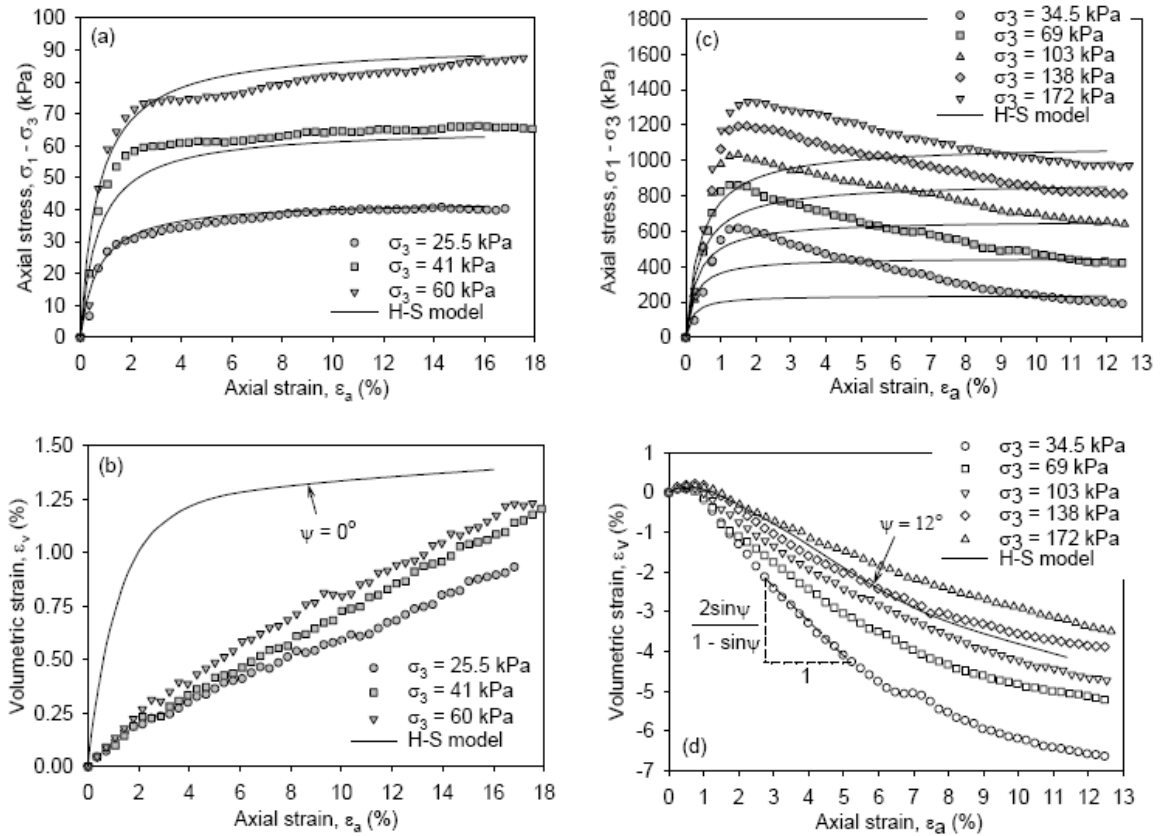 (a)
Axial stress, σ1 - σ3 (kPa)
100
90
80
70
60
50
40
30
20
10
0
σ3 = 25.5 kPa
σ3 = 41 kPa
σ3 = 60 kPa
H-S model
0 2 4 6 8 10 12 14 16 18
Axial strain, εa (%)
(c)
Axial stress, σ1 - σ3 (kPa)
1800
1600
1400
1200
1000
800
600
400
200
0
σ3 = 34.5 kPa
σ3 = 69 kPa
σ3 = 103 kPa
σ3 = 138 kPa
σ3 = 172 kPa
H-S model
0 1 2 3 4 5 6 7 8 9 10 11 12 13
Axial strain, εa (%)
(b)
Volumetric strain, εv (%)
1.50
1.25
1.00
0.75
0.50
0.25
0.00
ψ = 0°
σ3 = 25.5 kPa
σ3 = 41 kPa
σ3 = 60 kPa
H-S model
0 2 4 6 8 10 12 14 16 18
Axial strain, εa (%)
Volumetric strain, εv (%)
1
0
-1
-2
-3
-4
-5
-6
-7
σ3 = 34.5 kPa
σ3 = 69 kPa
σ3 = 103 kPa
σ3 = 138 kPa
σ3 = 172 kPa
H-S model
ψ = 12°
2sinψ
1 - sinψ
1
(d)
0 1 2 3 4 5 6 7 8 9 10 11 12 13
Axial strain, εa (%)